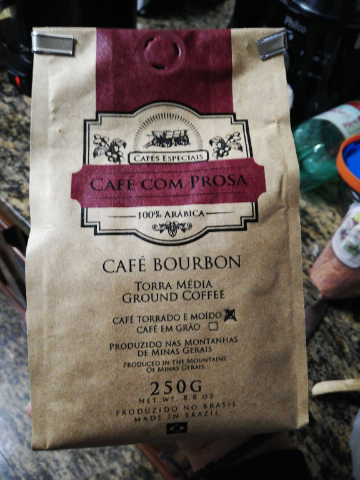 PHILCO
CAFÉS ESPECIAIS
CAFÉ COM PROSA
100% ARÁBICA
CAFÉ BOURBON
TORRA MÉDIA
GROUND COFFEE
CAFÉ TORRADO E MOÍDO
CAFÉ EM GRÃO
PRODUZIDO NAS MONTANHAS
DE MINAS GERAIS
PRODUCED IN THE MOUNTAINS
OF MINAS GERAIS
250G
NET WT. 8.8 OZ
PRODUZIDO NO BRASIL
MADE IN BRAZIL